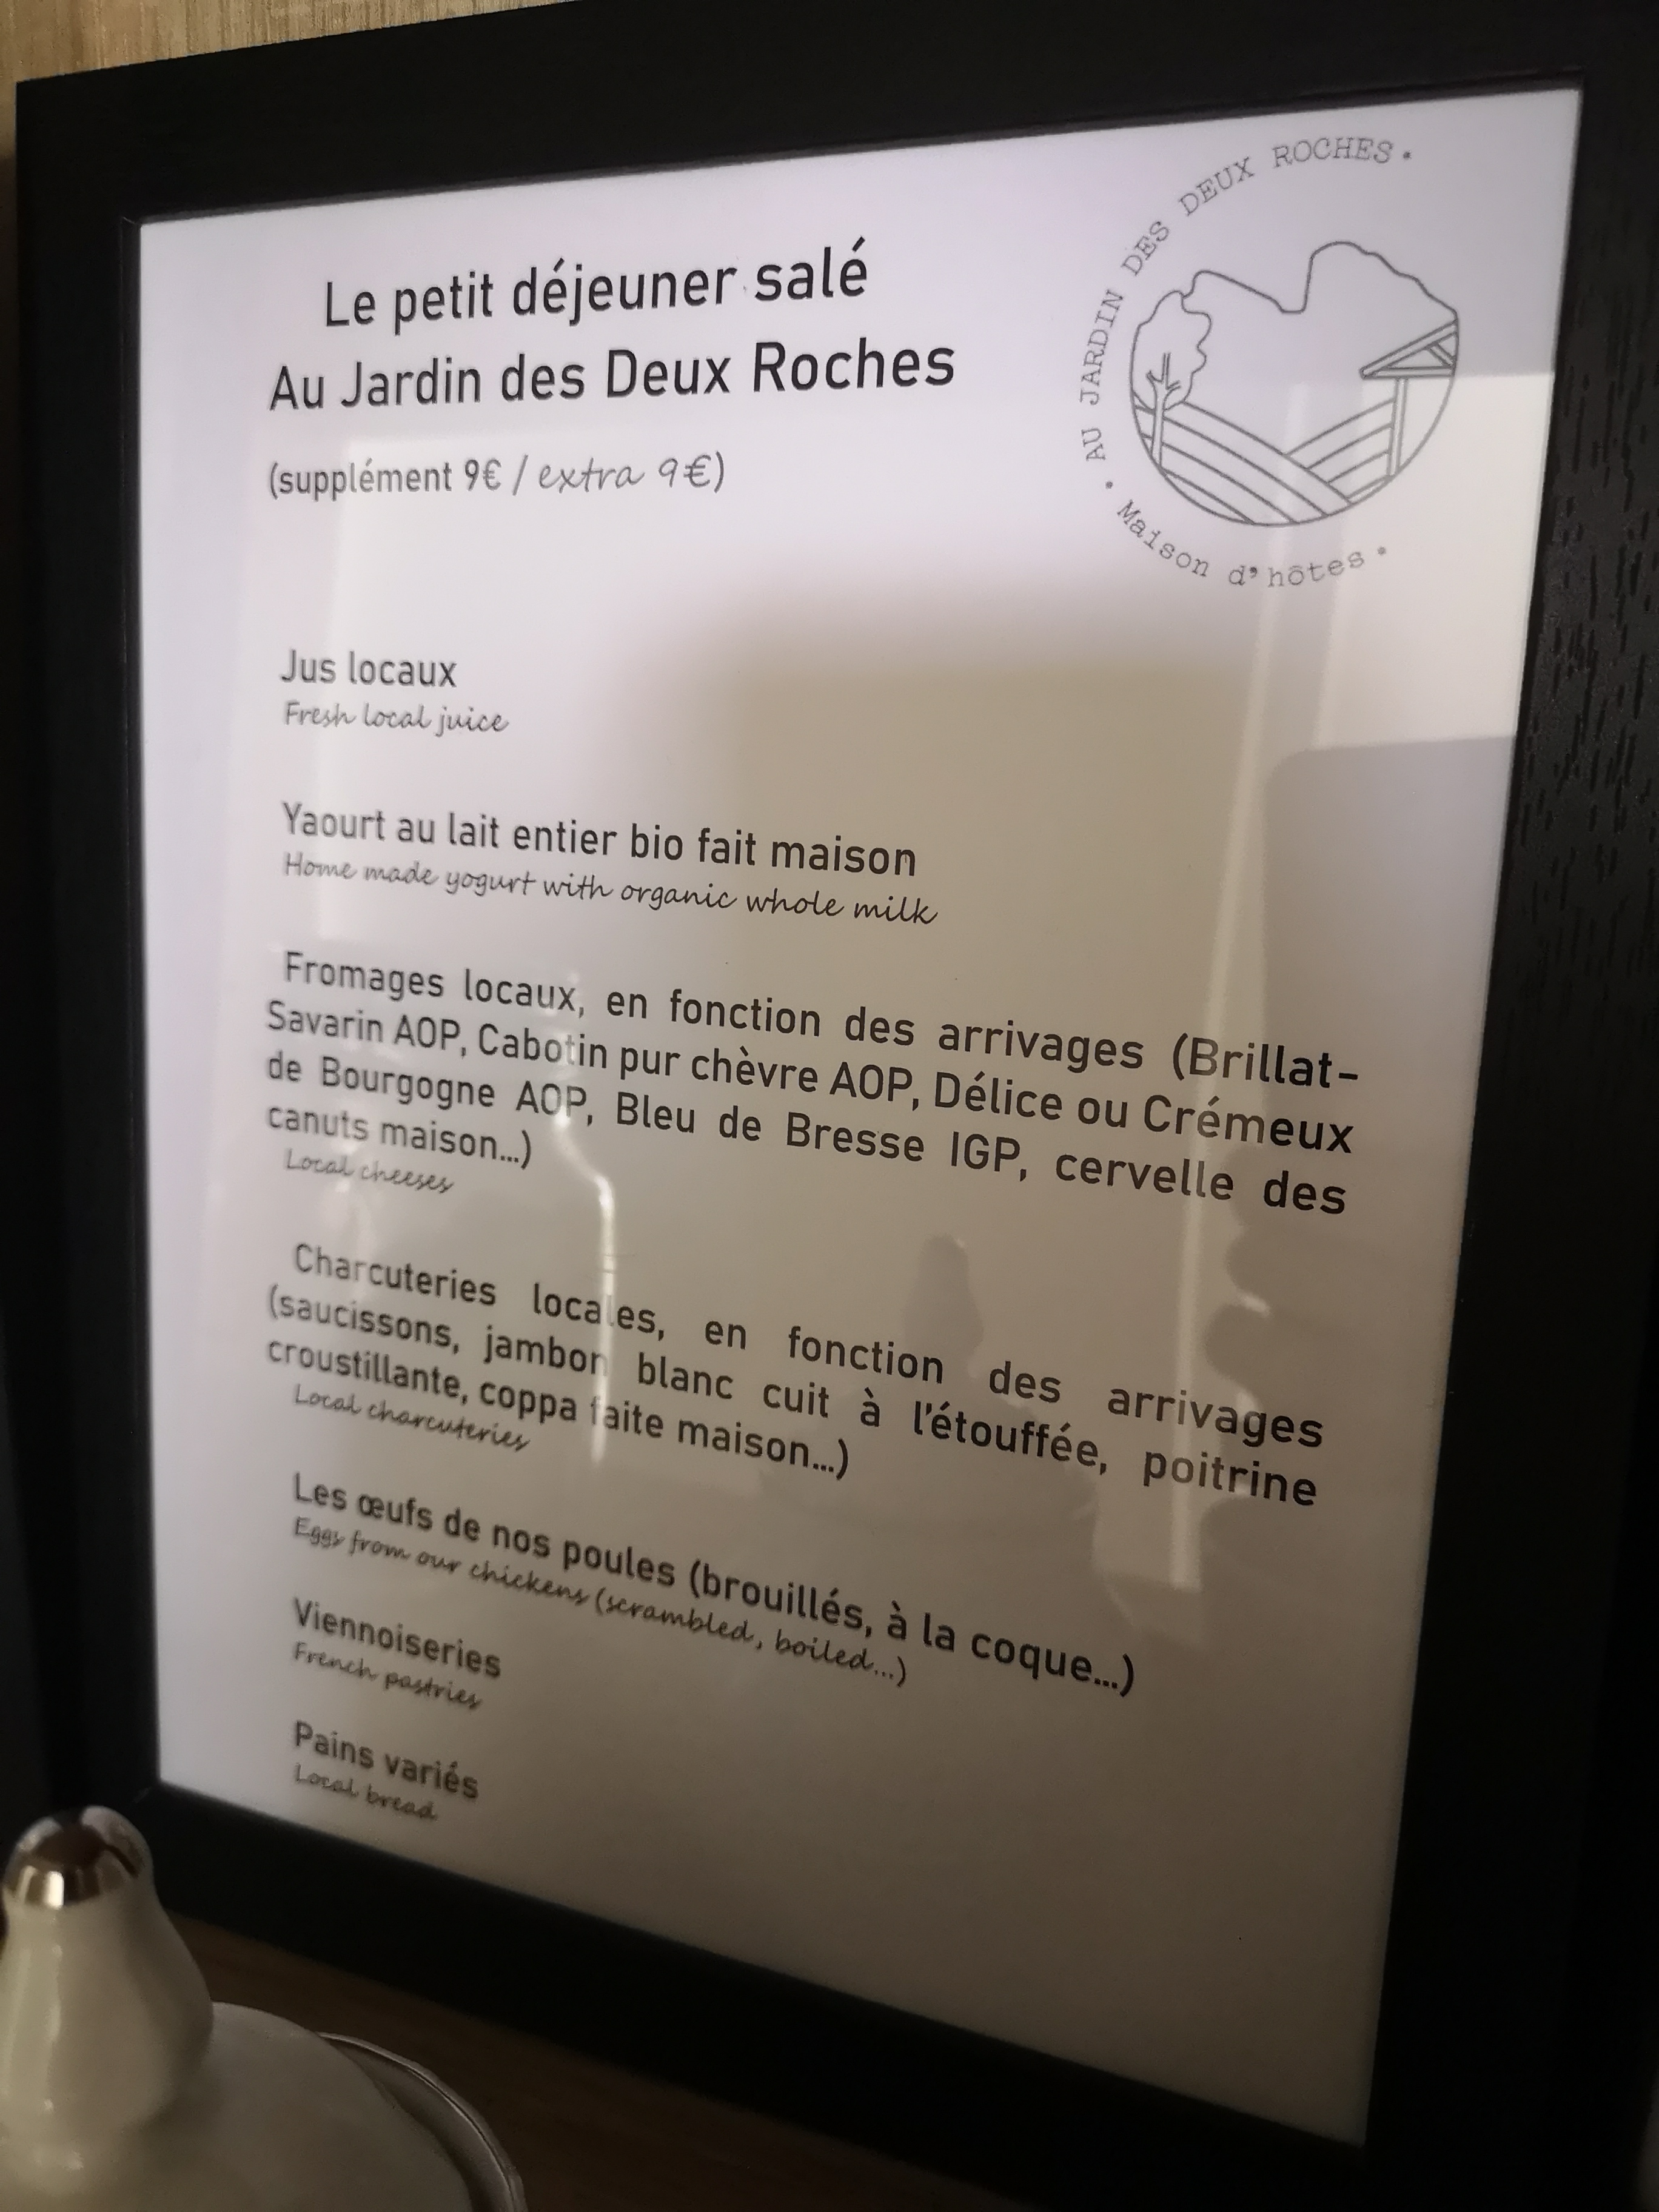 Le petit déjeuner salé
Au Jardin des Deux Roches
(supplément 9€ / extra 9€)
• AU JARDIN DES DEUX ROCHES •
Maison d'hôtes •
Jus locaux
Fresh local juice
Yaourt au lait entier bio fait maison
Home made yogurt with organic whole milk
Fromages locaux, en fonction des arrivages (Brillat-
Savarin AOP, Cabotin pur chèvre AOP, Délice ou Crémeux
de Bourgogne AOP, Bleu de Bresse IGP, cervelle des
canuts maison...)
Local cheeses
Charcuteries locales, en fonction des arrivages
(saucissons, jambon blanc cuit à l'étouffée, poitrine
croustillante, coppa faite maison...)
Local charcuteries
Les œufs de nos poules (brouillés, à la coque...)
Eggs from our chickens (scrambled, boiled...)
Viennoiseries
French pastries
Pains variés
Local bread